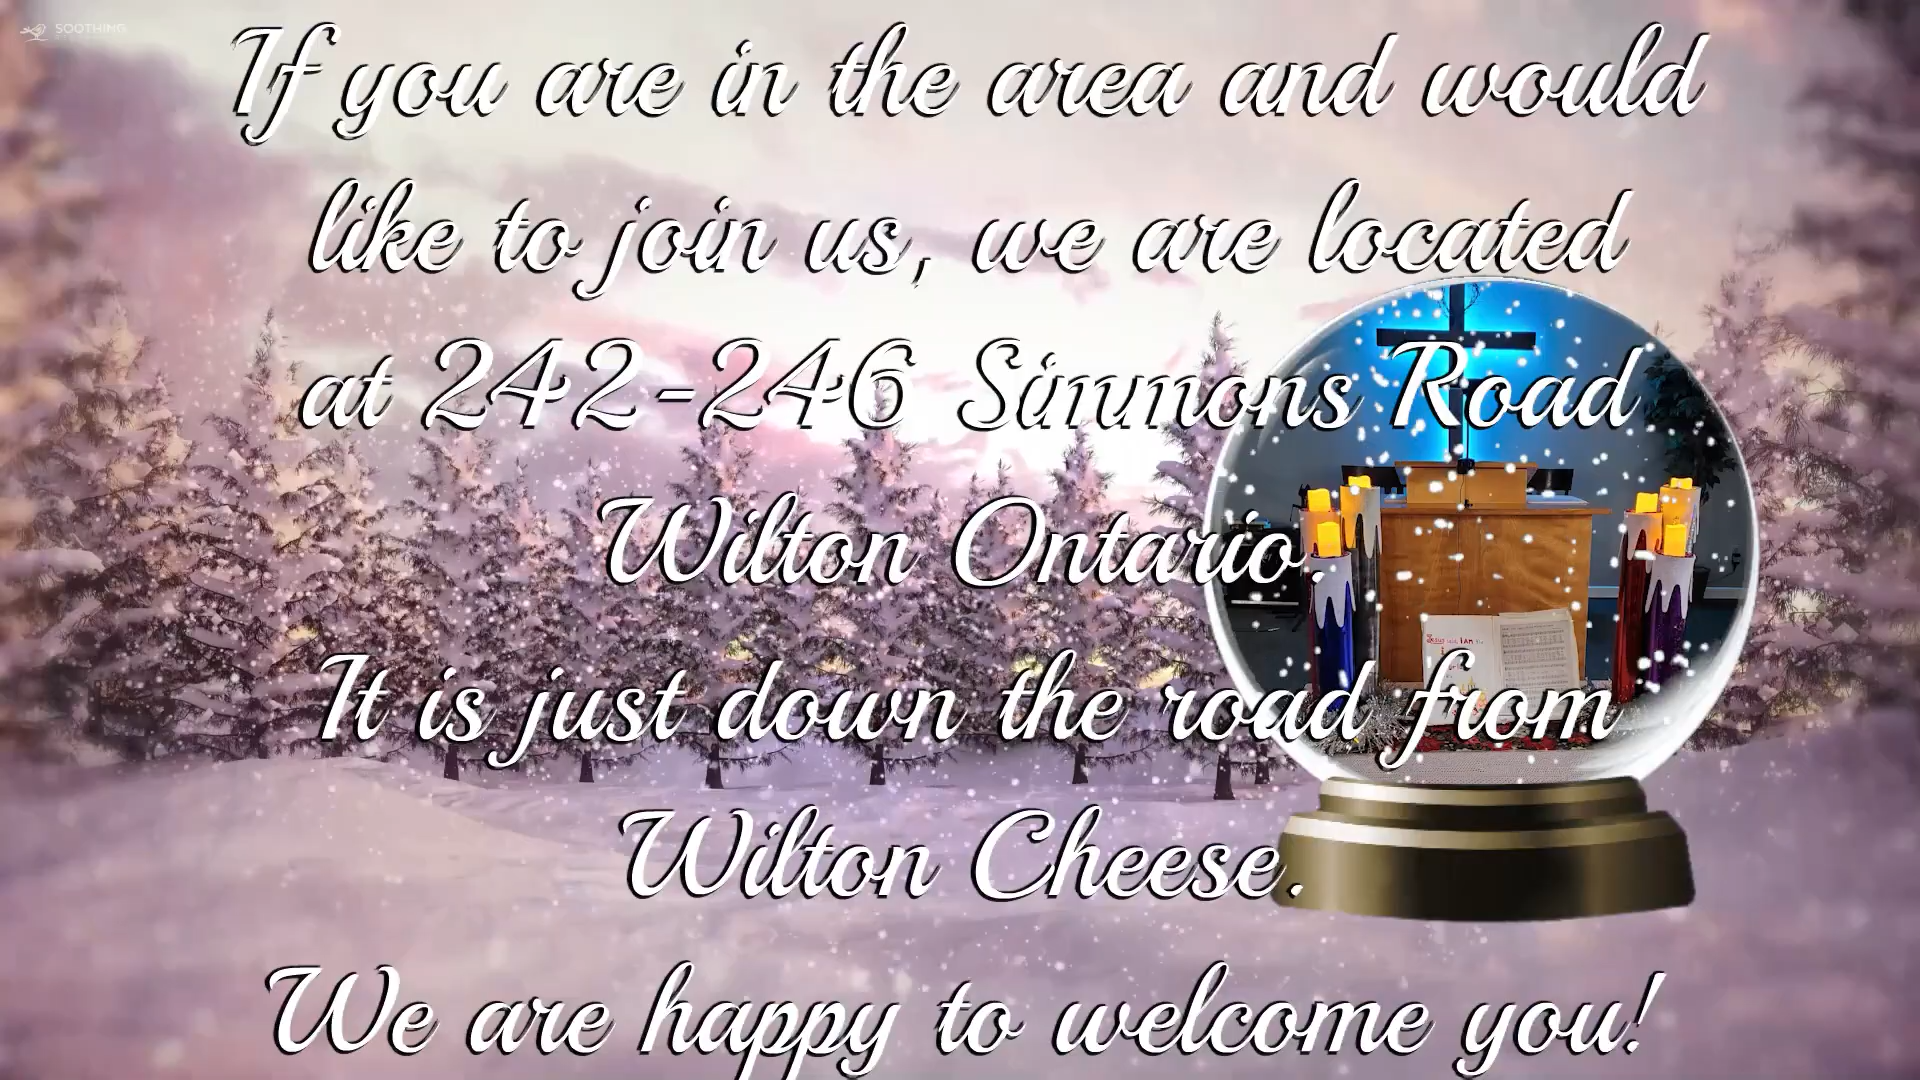 SOOTHING
If you are in the area and would
like to join us, we are located
at 242-246 Simmons Road
Wilton Ontario.
It is just down the road from
Wilton Cheese.
We are happy to welcome you!